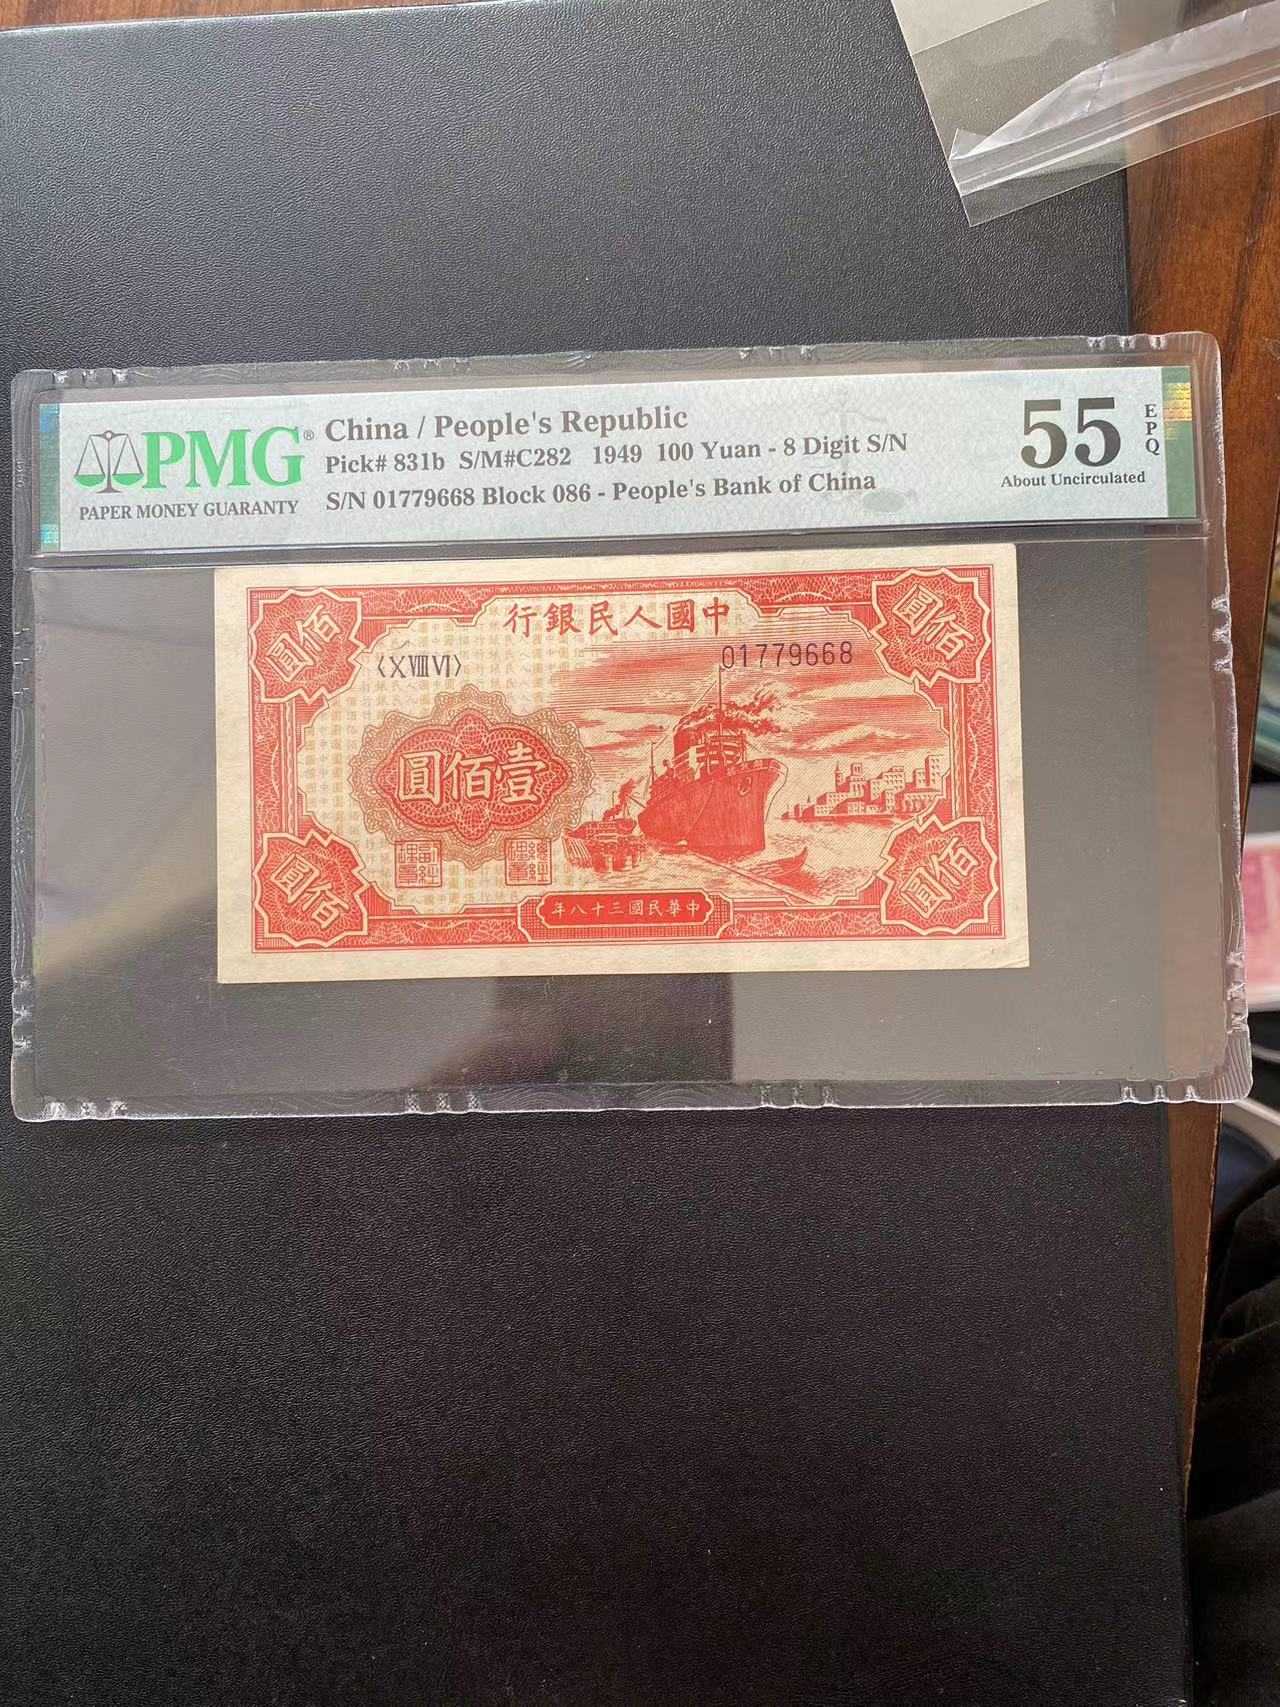 PMG®
PAPER MONEY GUARANTY
China / People's Republic
Pick# 831b S/M#C282 1949 100 Yuan - 8 Digit S/N
S/N 01779668 Block 086 - People's Bank of China
55
EPQ
About Uncirculated
行銀民人國中
圓佰
圓佰
〈X VIII VI〉
01779668
圓佰壹
圓佰
圓佰
年八十三國民華中